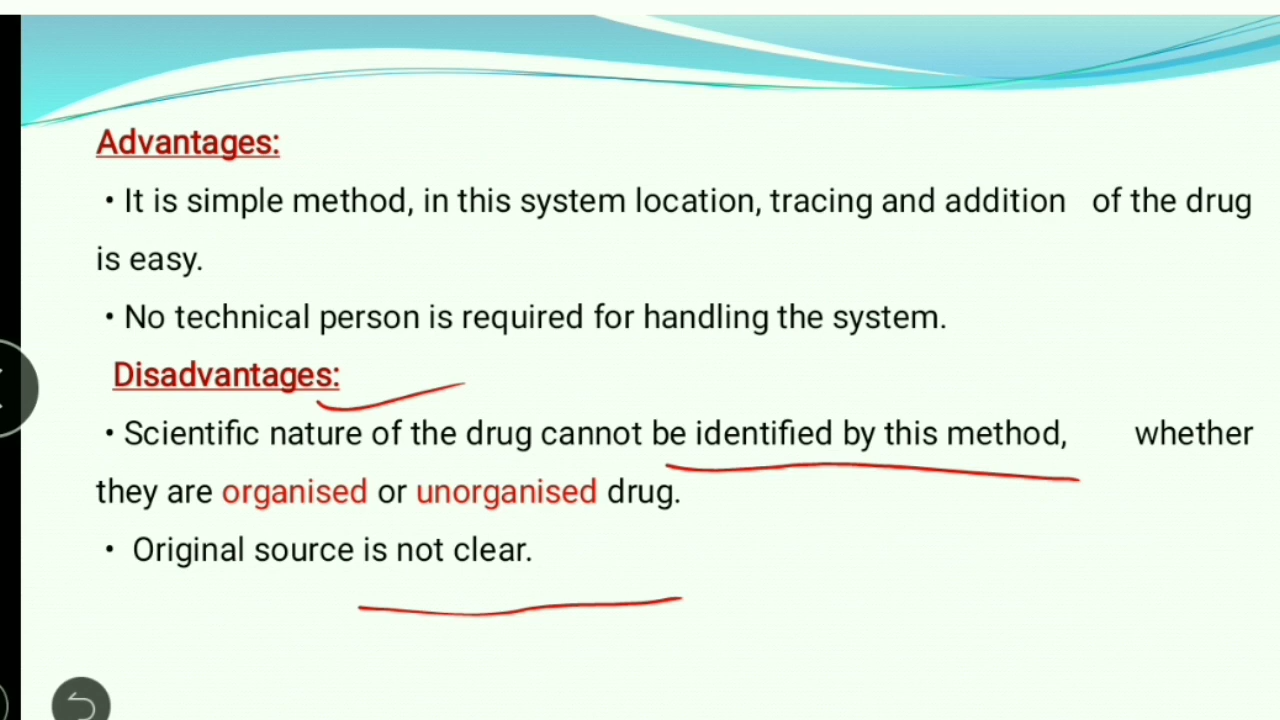 Advantages:
• It is simple method, in this system location, tracing and addition of the drug
is easy.
• No technical person is required for handling the system.
Disadvantages:
• Scientific nature of the drug cannot be identified by this method, whether
they are organised or unorganised drug.
• Original source is not clear.